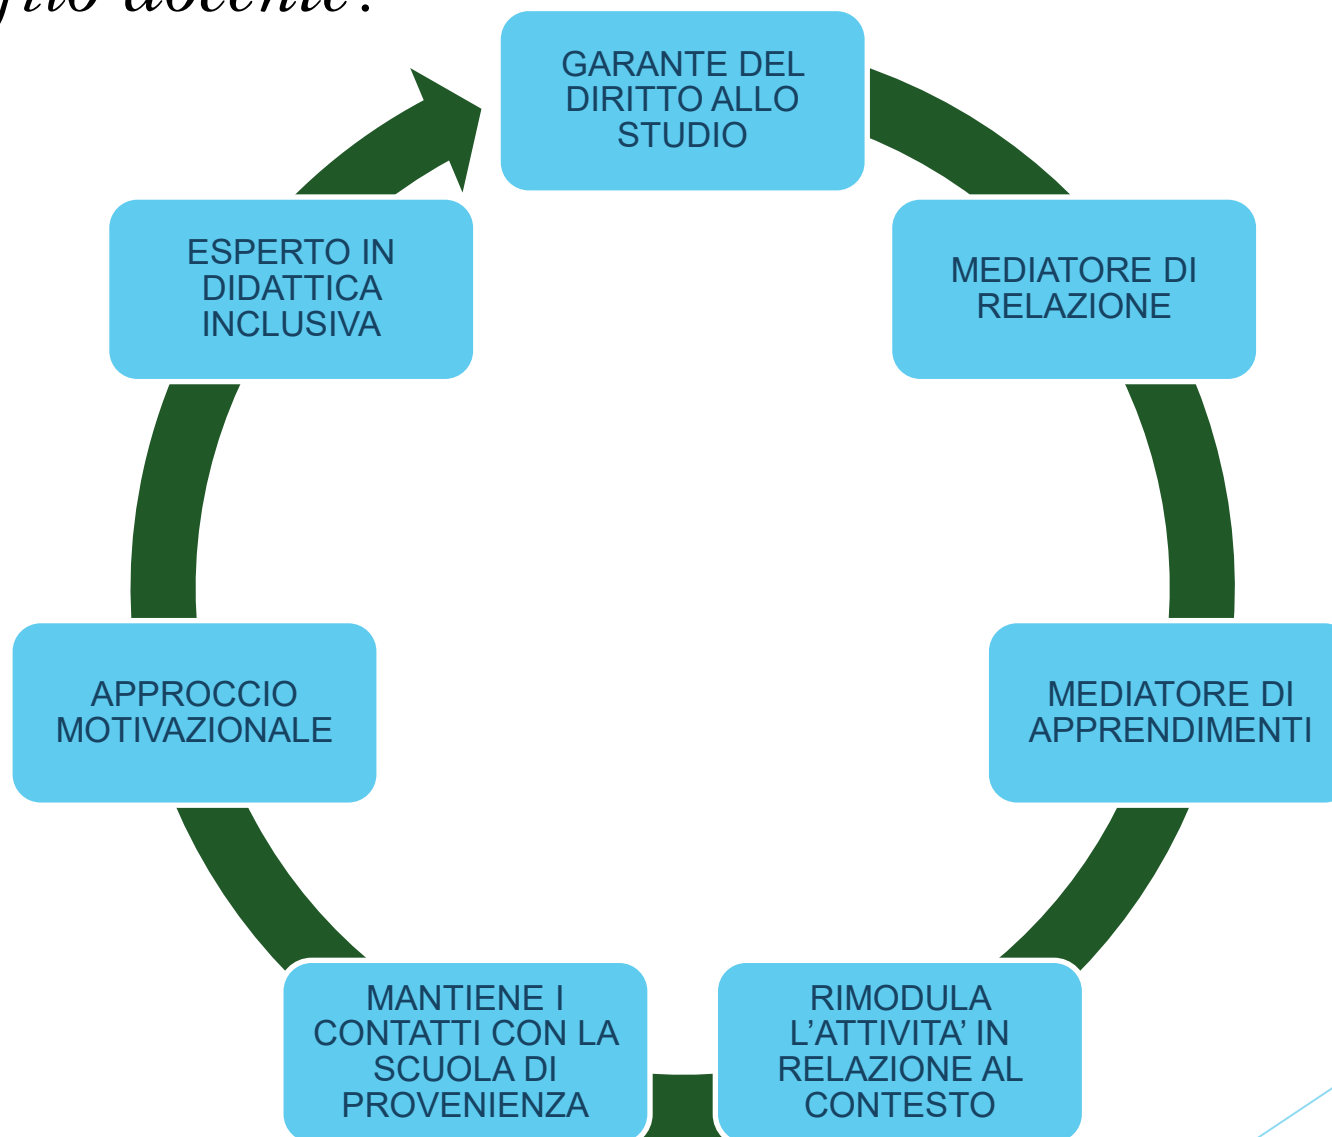 docente:
GARANTE DEL
DIRITTO ALLO
STUDIO
MEDIATORE DI
RELAZIONE
MEDIATORE DI
APPRENDIMENTI
RIMODULA
L’ATTIVITA’ IN
RELAZIONE AL
CONTESTO
MANTIENE I
CONTATTI CON LA
SCUOLA DI
PROVENIENZA
APPROCCIO
MOTIVAZIONALE
ESPERTO IN
DIDATTICA
INCLUSIVA